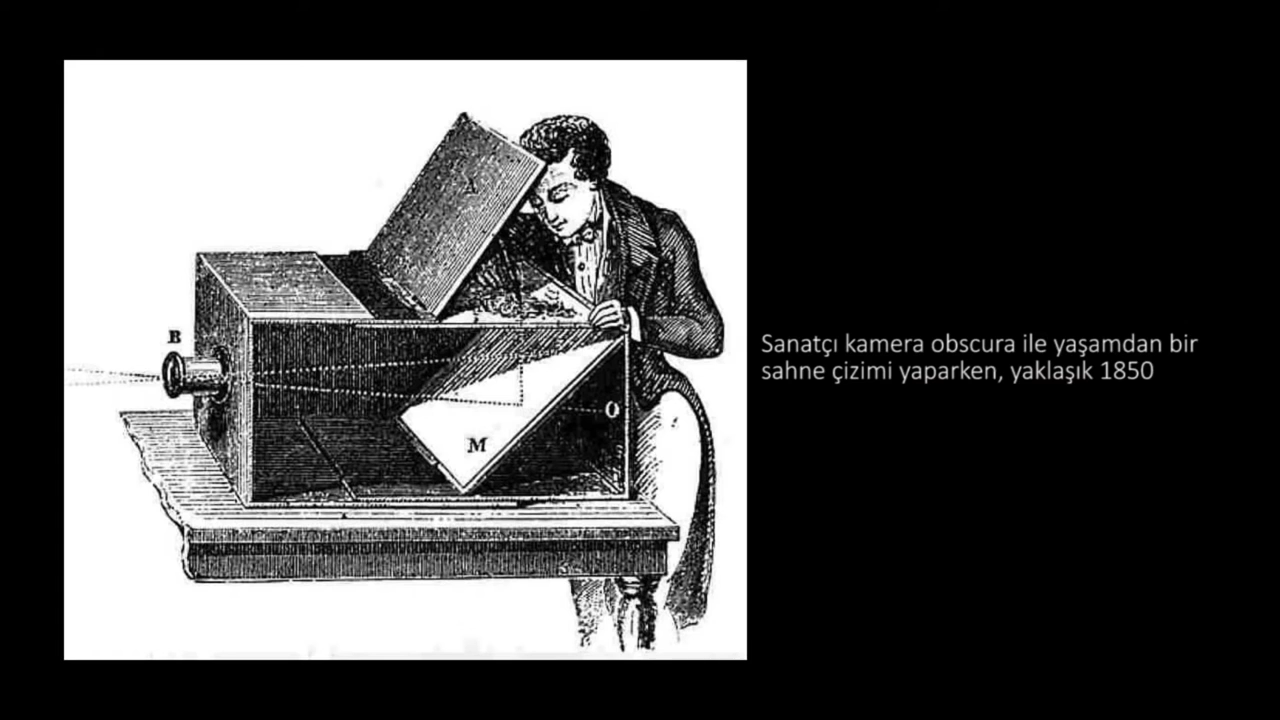 A
B
O
M
Sanatçı kamera obscura ile yaşamdan bir
sahne çizimi yaparken, yaklaşık 1850